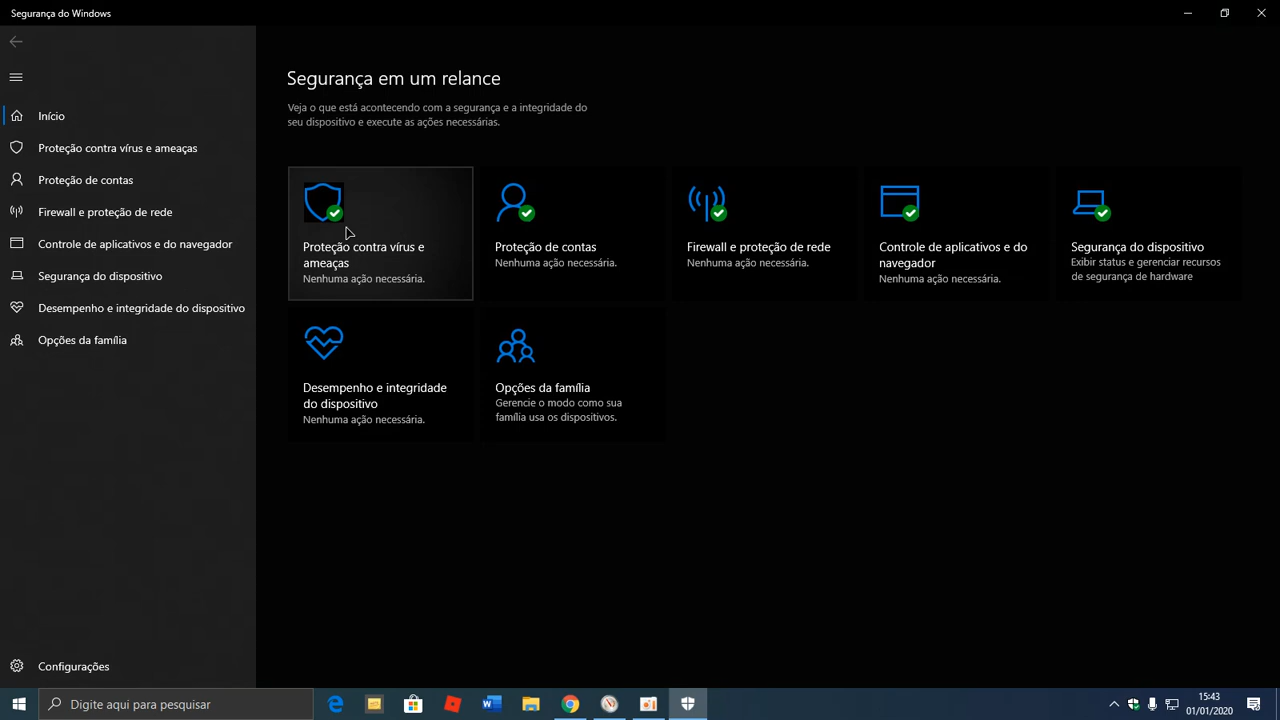 Segurança do Windows
Início
Proteção contra vírus e ameaças
Proteção de contas
Firewall e proteção de rede
Controle de aplicativos e do navegador
Segurança do dispositivo
Desempenho e integridade do dispositivo
Opções da família
Configurações
Segurança em um relance
Veja o que está acontecendo com a segurança e a integridade do
seu dispositivo e execute as ações necessárias.
Proteção contra vírus e
ameaças
Nenhuma ação necessária.
Proteção de contas
Nenhuma ação necessária.
Firewall e proteção de rede
Nenhuma ação necessária.
Controle de aplicativos e do
navegador
Nenhuma ação necessária.
Segurança do dispositivo
Exibir status e gerenciar recursos
de segurança de hardware
Desempenho e integridade
do dispositivo
Nenhuma ação necessária.
Opções da família
Gerencie o modo como sua
família usa os dispositivos.
Digite aqui para pesquisar
15:43
01/01/2020